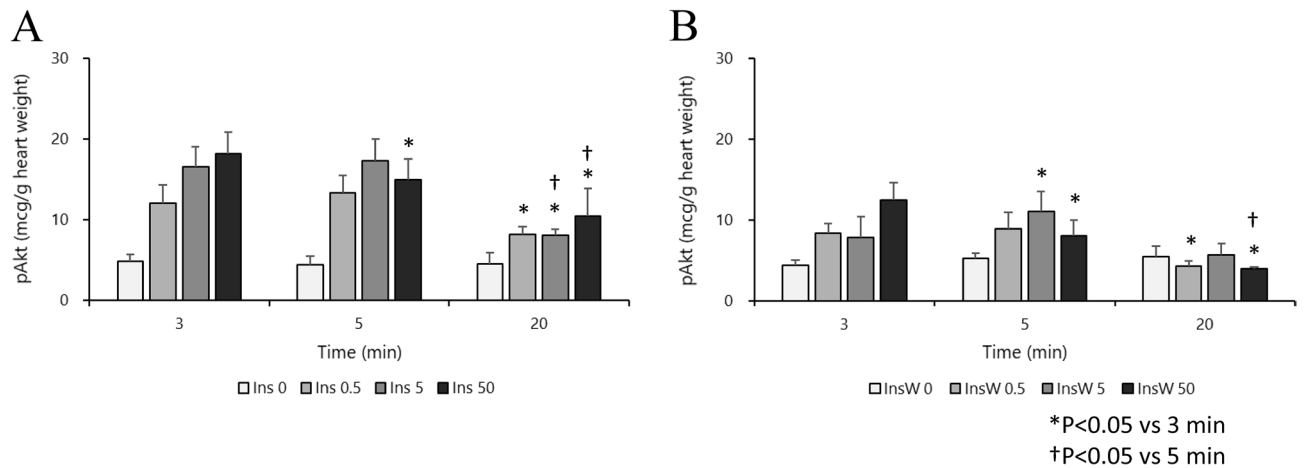 A
30
20
10
0
pAkt (mcg/g heart weight)
*
*
†
*
†
*
3
5
20
Time (min)
Ins 0 Ins 0.5 Ins 5 Ins 50
B
30
20
10
0
pAkt (mcg/g heart weight)
*
*
*
†
*
3
5
20
Time (min)
InsW 0 InsW 0.5 InsW 5 InsW 50
*P<0.05 vs 3 min
†P<0.05 vs 5 min